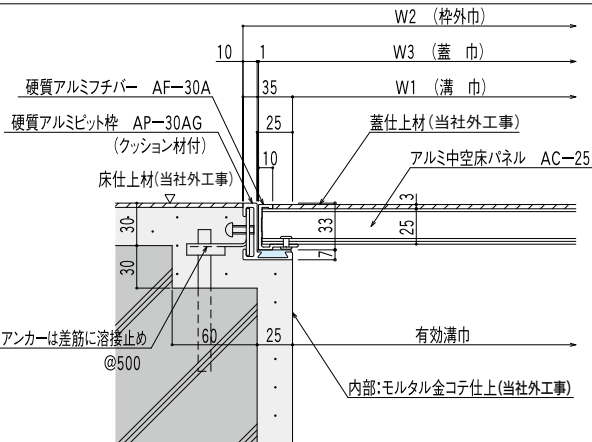 W2 (枠外巾)
10 1 W3 (蓋 巾)
硬質アルミフチバー AF−30A 35 W1 (溝 巾)
硬質アルミピット枠 AP−30AG 25 蓋仕上材(当社外工事)
(クッション材付)
10 アルミ中空床パネル AC−25
床仕上材(当社外工事)
3
30 33 25
30 7
アンカーは差筋に溶接止め 60 25 有効溝巾
@500
内部:モルタル金コテ仕上(当社外工事)